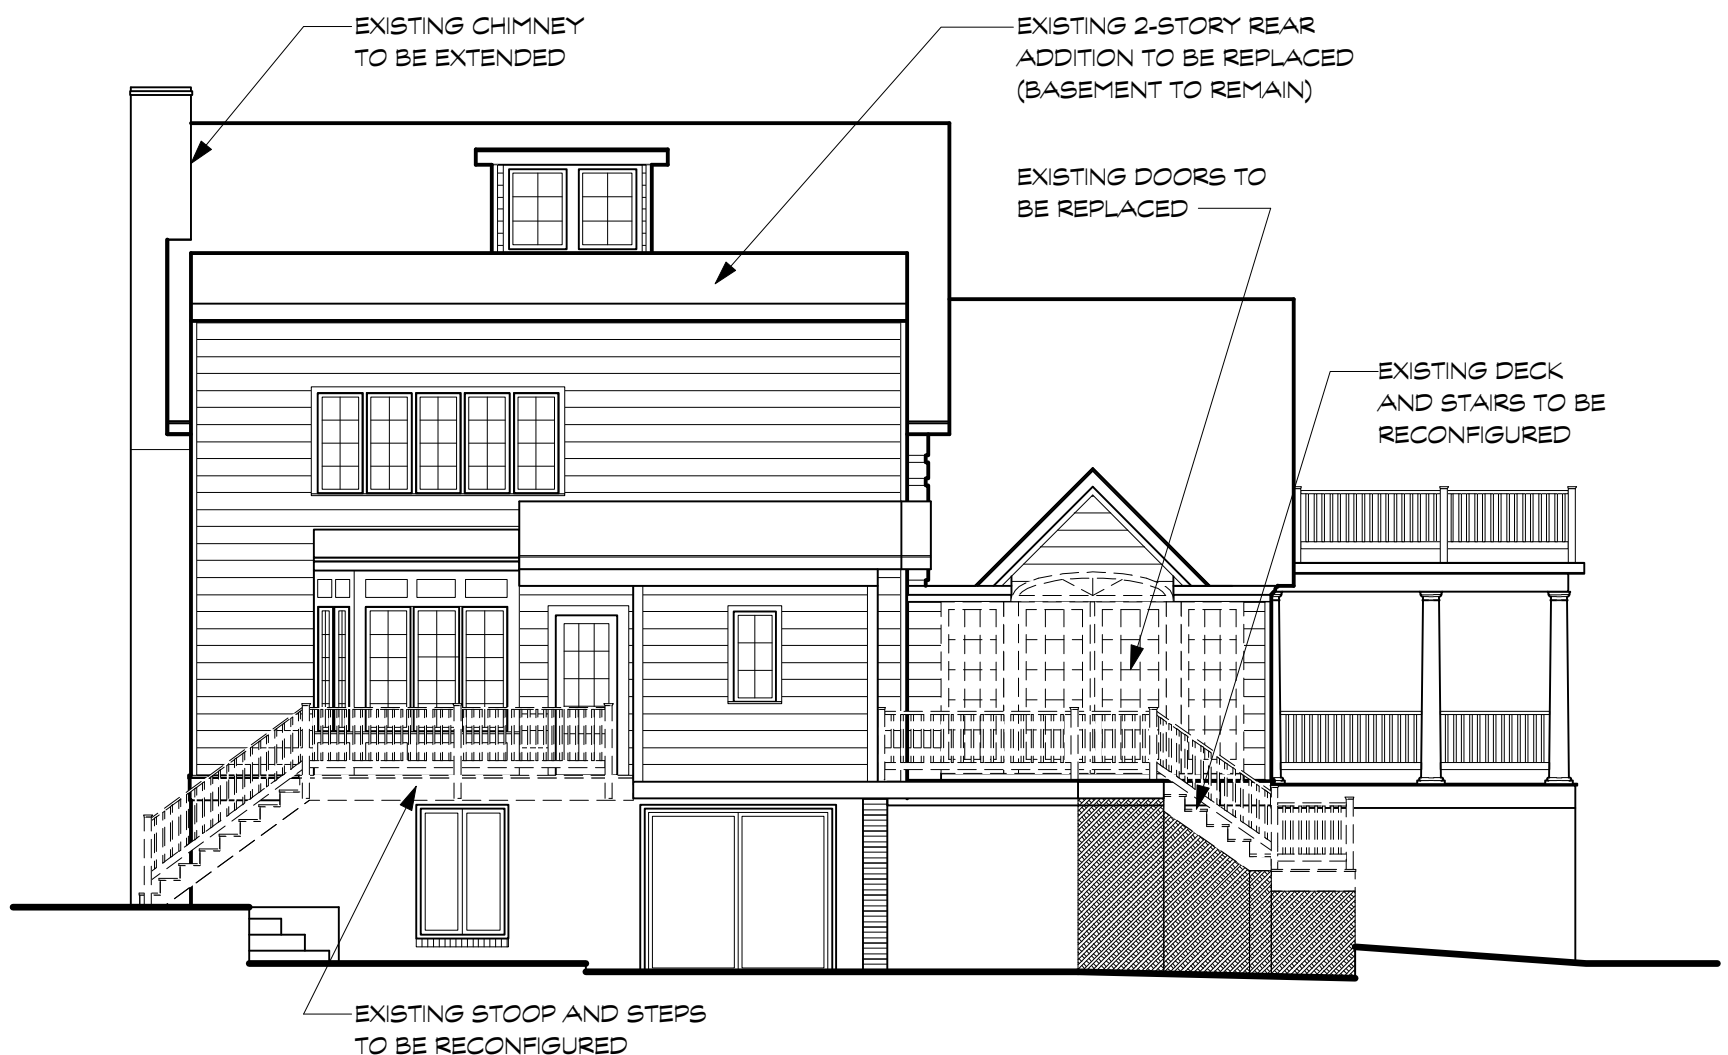 EXISTING CHIMNEY
TO BE EXTENDED
EXISTING 2-STORY REAR
ADDITION TO BE REPLACED
(BASEMENT TO REMAIN)
EXISTING DOORS TO
BE REPLACED
EXISTING DECK
AND STAIRS TO BE
RECONFIGURED
EXISTING STOOP AND STEPS
TO BE RECONFIGURED